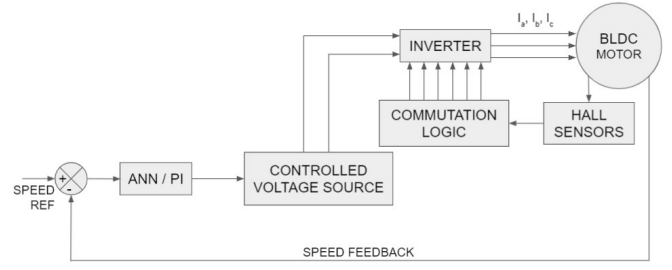 Ia, Ib, Ic
BLDC
MOTOR
INVERTER
COMMUTATION
LOGIC
HALL
SENSORS
+
-
SPEED
REF
ANN / PI
CONTROLLED
VOLTAGE SOURCE
SPEED FEEDBACK